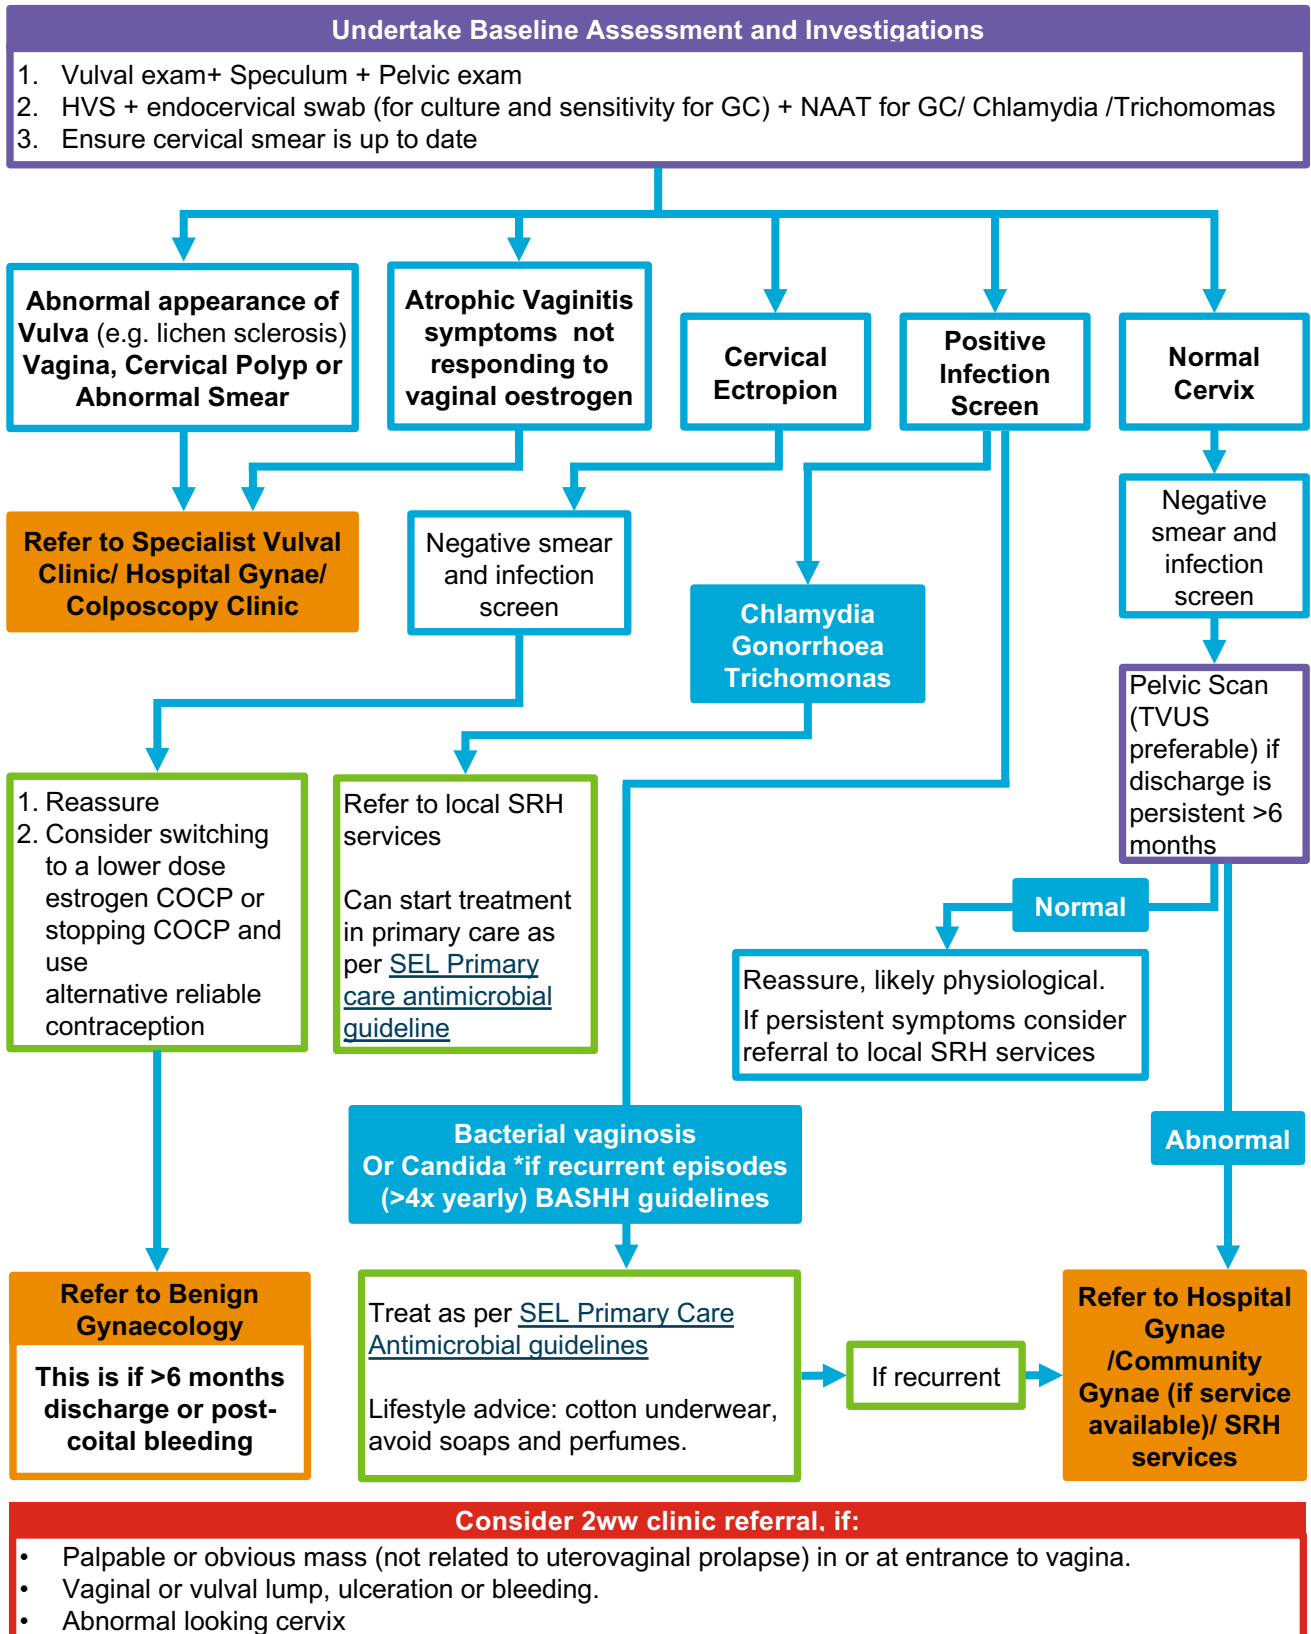 Undertake Baseline Assessment and Investigations
1. Vulval exam+ Speculum + Pelvic exam
2. HVS + endocervical swab (for culture and sensitivity for GC) + NAAT for GC/ Chlamydia /Trichomomas
3. Ensure cervical smear is up to date
Abnormal appearance of
Vulva (e.g. lichen sclerosis)
Vagina, Cervical Polyp or
Abnormal Smear
Atrophic Vaginitis
symptoms not
responding to
vaginal oestrogen
Cervical
Ectropion
Positive
Infection
Screen
Normal
Cervix
Refer to Specialist Vulval
Clinic/ Hospital Gynae/
Colposcopy Clinic
Negative smear
and infection
screen
Chlamydia
Gonorrhoea
Trichomonas
Negative
smear and
infection
screen
Pelvic Scan
(TVUS
preferable) if
discharge is
persistent >6
months
1. Reassure
2. Consider switching
to a lower dose
estrogen COCP or
stopping COCP and
use
alternative reliable
contraception
Refer to local SRH
services
Can start treatment
in primary care as
per SEL Primary
care antimicrobial
guideline
Normal
Reassure, likely physiological.
If persistent symptoms consider
referral to local SRH services
Bacterial vaginosis
Or Candida *if recurrent episodes
(>4x yearly) BASHH guidelines
Abnormal
Refer to Benign
Gynaecology
This is if >6 months
discharge or post-
coital bleeding
Treat as per SEL Primary Care
Antimicrobial guidelines
Lifestyle advice: cotton underwear,
avoid soaps and perfumes.
If recurrent
Refer to Hospital
Gynae
/Community
Gynae (if service
available)/ SRH
services
Consider 2ww clinic referral, if:
• Palpable or obvious mass (not related to uterovaginal prolapse) in or at entrance to vagina.
• Vaginal or vulval lump, ulceration or bleeding.
• Abnormal looking cervix